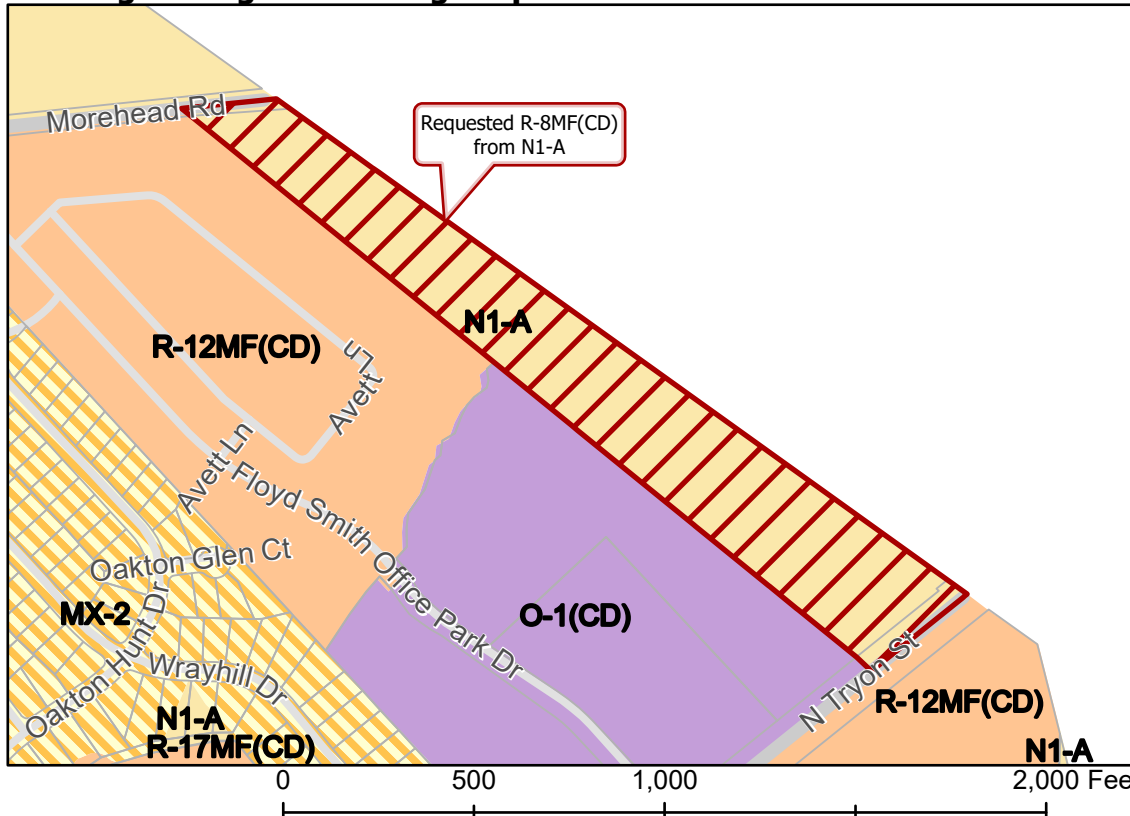 Morehead Rd
Requested R-8MF(CD)
from N1-A
N1-A
R-12MF(CD)
Avett Ln
Avett Ln
Floyd Smith Office Park Dr
Oakton Glen Ct
MX-2
O-1(CD)
Oakton Hunt Dr
Wrayhill Dr
N Tryon St
R-12MF(CD)
N1-A
R-17MF(CD)
N1-A
0 500 1,000 2,000 Fee